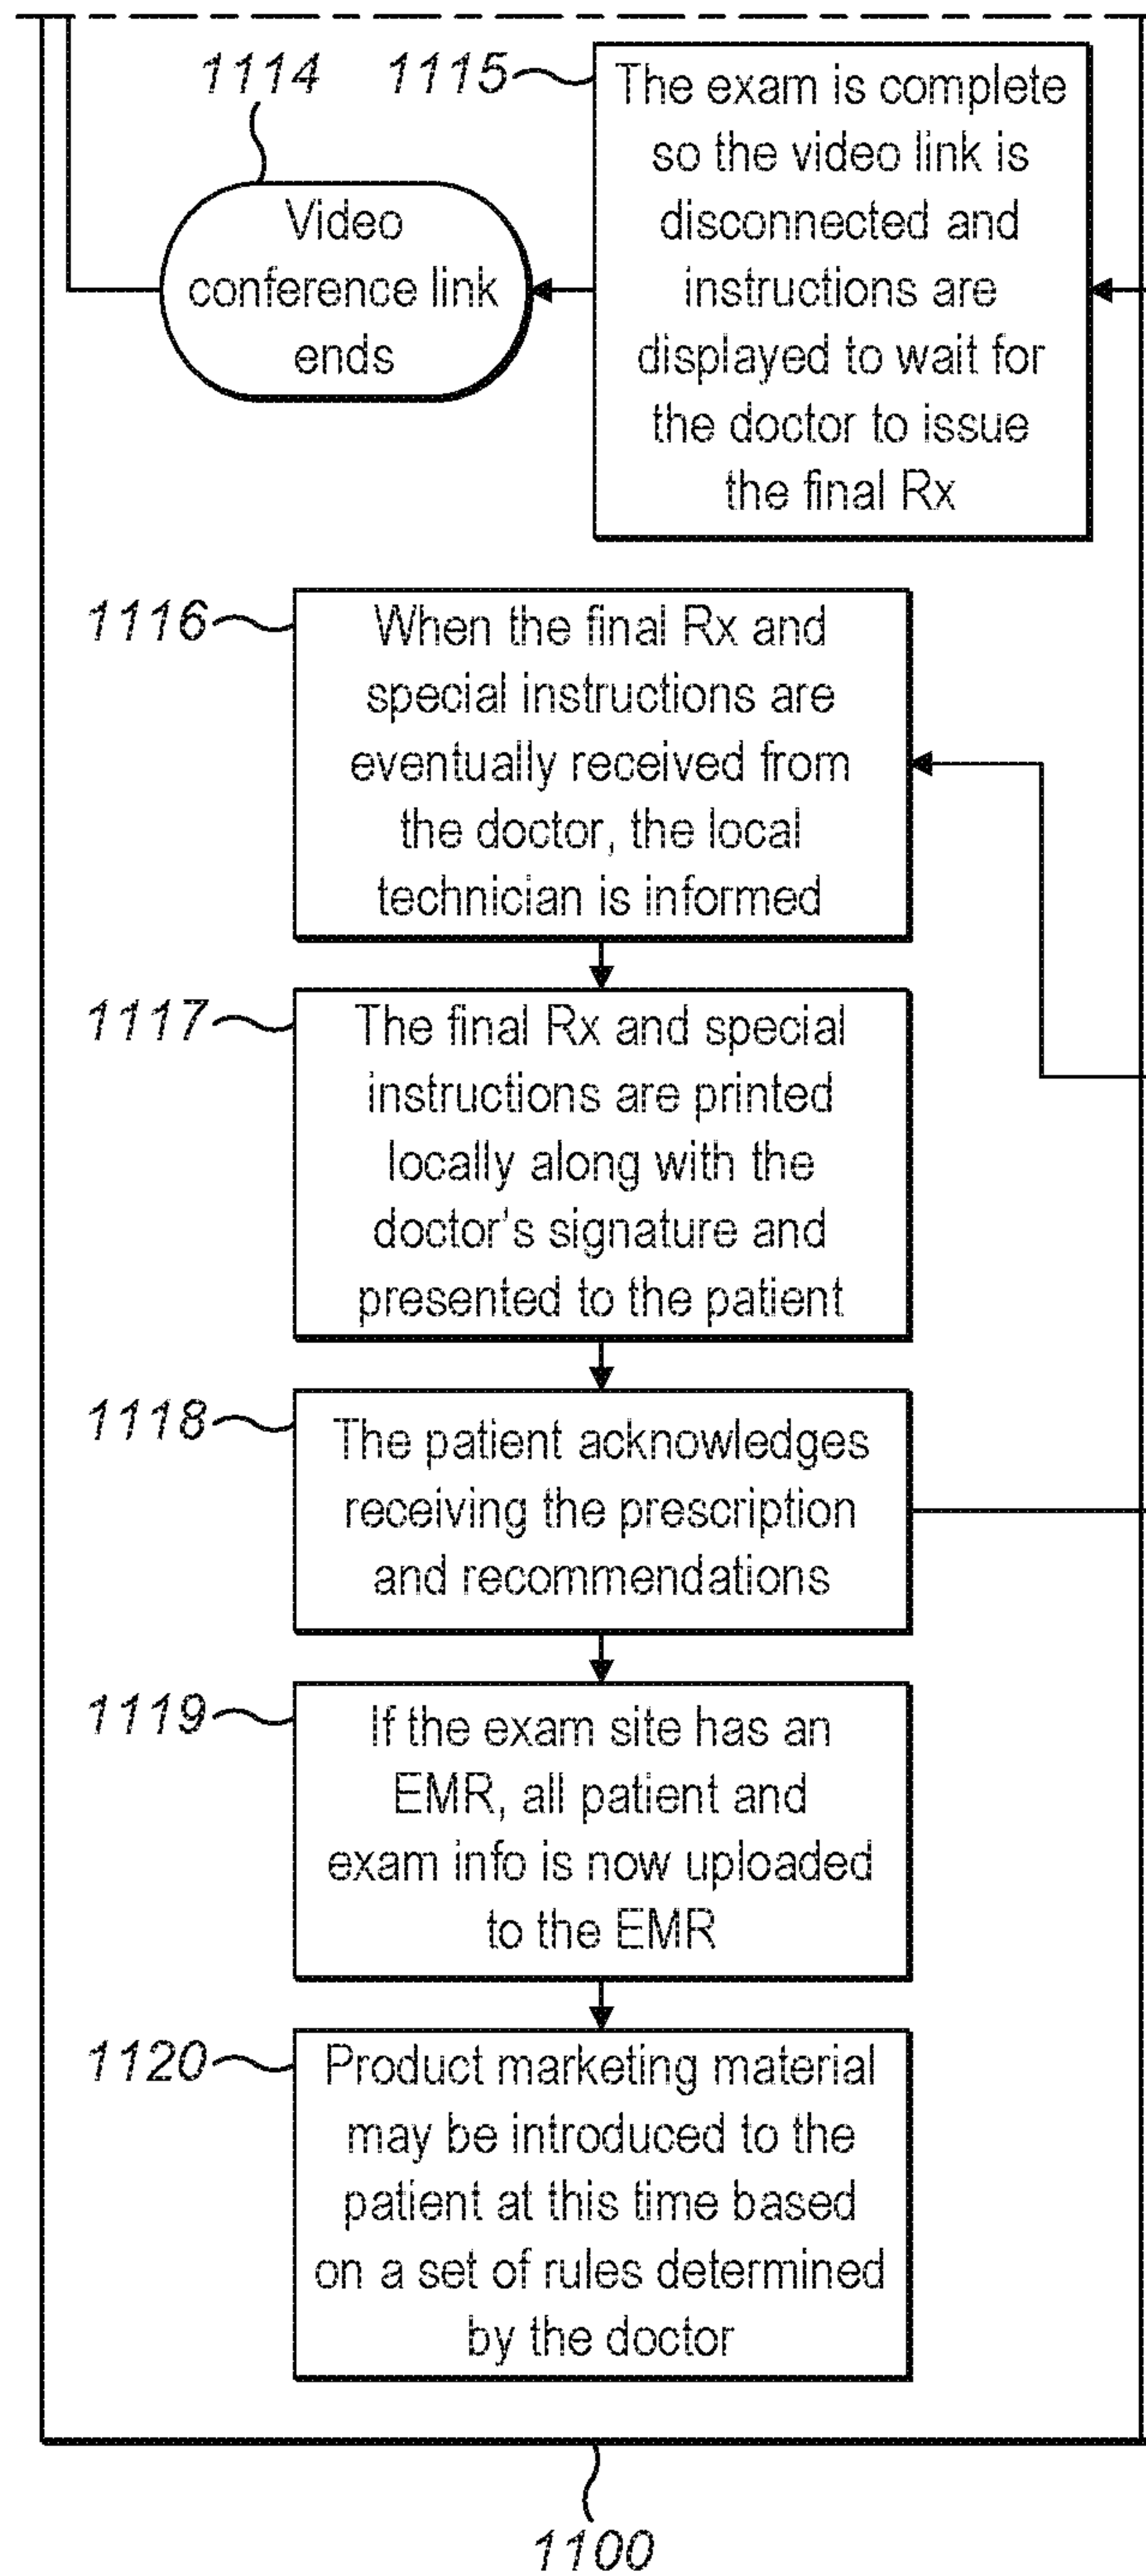 1114
Video
conference link
ends
1115
The exam is complete
so the video link is
disconnected and
instructions are
displayed to wait for
the doctor to issue
the final Rx
1116
When the final Rx and
special instructions are
eventually received from
the doctor, the local
technician is informed
1117
The final Rx and special
instructions are printed
locally along with the
doctor's signature and
presented to the patient
1118
The patient acknowledges
receiving the prescription
and recommendations
1119
If the exam site has an
EMR, all patient and
exam info is now uploaded
to the EMR
1120
Product marketing material
may be introduced to the
patient at this time based
on a set of rules determined
by the doctor
1100